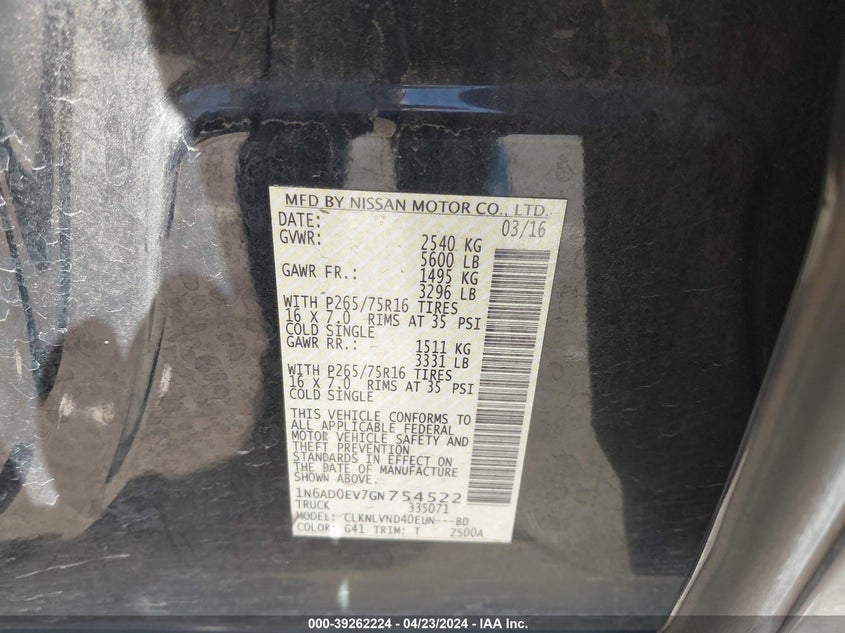 MFD BY NISSAN MOTOR CO., LTD.
DATE: 03/16
GVWR: 2540 KG
5600 LB
GAWR FR.: 1495 KG
3296 LB
WITH P265/75R16 TIRES
16 X 7.0 RIMS AT 35 PSI
COLD SINGLE
GAWR RR.: 1511 KG
3331 LB
WITH P265/75R16 TIRES
16 X 7.0 RIMS AT 35 PSI
COLD SINGLE
THIS VEHICLE CONFORMS TO
ALL APPLICABLE FEDERAL
MOTOR VEHICLE SAFETY AND
THEFT PREVENTION
STANDARDS IN EFFECT ON
THE DATE OF MANUFACTURE
SHOWN ABOVE.
1N6AD0EV7GN754522
TRUCK 335071
MODEL: CLKNLVND40EUN---BD
COLOR: G41 TRIM: T ZS00A
000-39262224 - 04/23/2024 - IAA Inc.